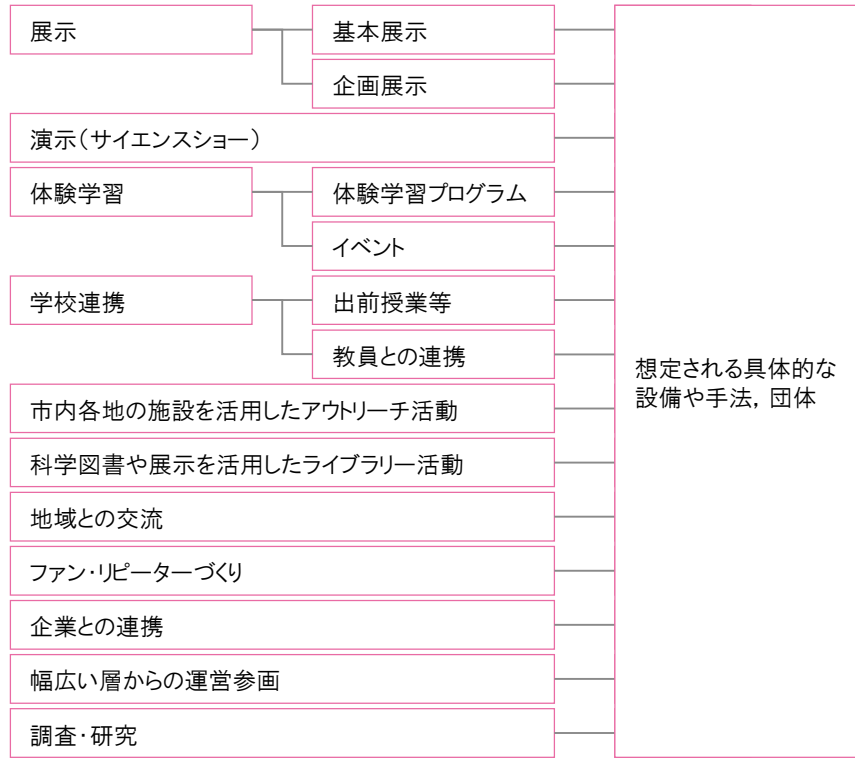 展示
基本展示
企画展示
演示（サイエンスショー）
体験学習
体験学習プログラム
イベント
学校連携
出前授業等
教員との連携
市内各地の施設を活用したアウトリーチ活動
科学図書や展示を活用したライブラリー活動
地域との交流
ファン・リピーターづくり
企業との連携
幅広い層からの運営参画
調査・研究
想定される具体的な
設備や手法，団体